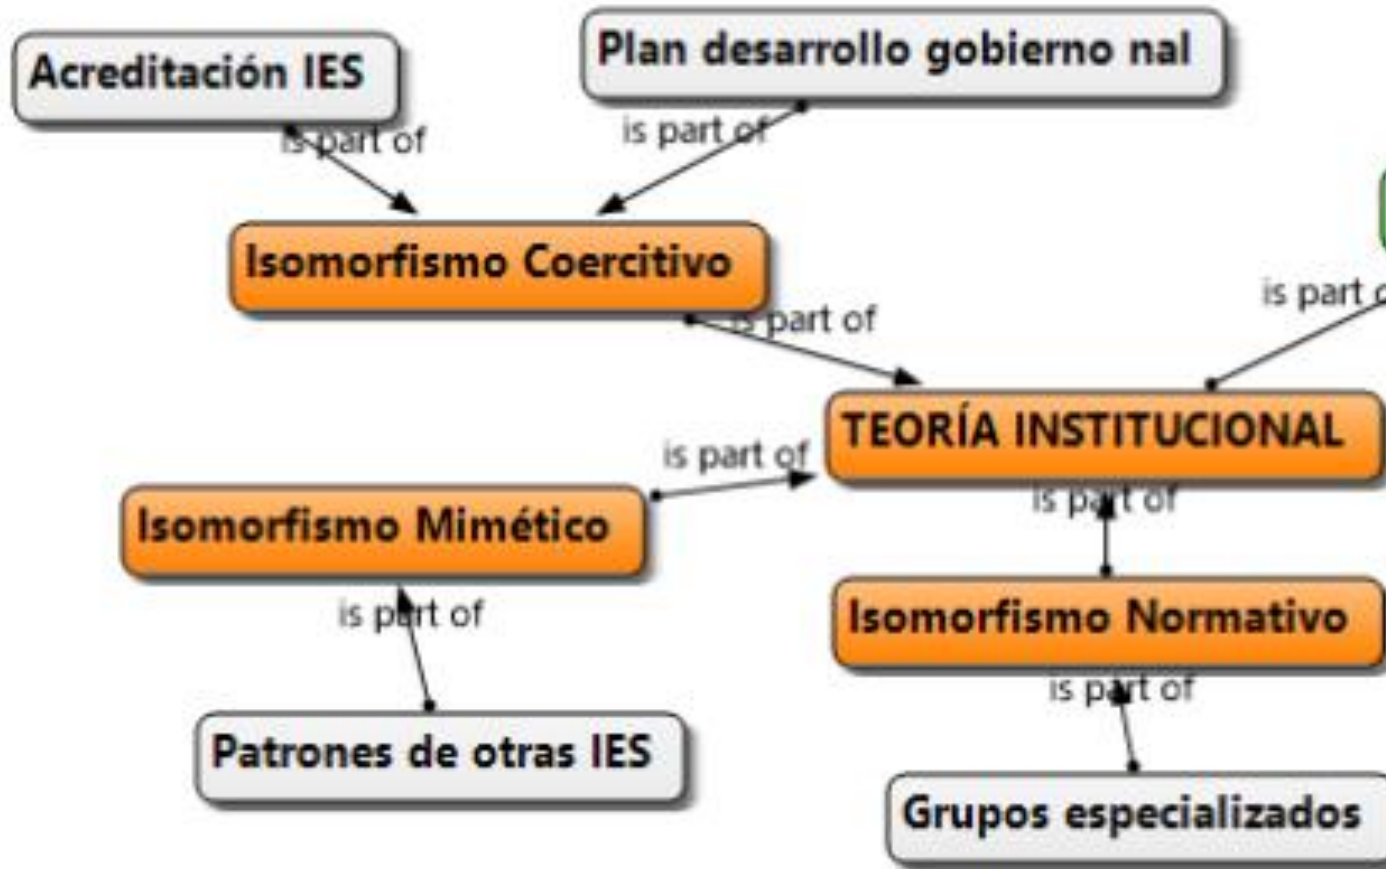 Acreditación IES
Plan desarrollo gobierno nal
is part of
is part of
Isomorfismo Coercitivo
is part
is part of
TEORÍA INSTITUCIONAL
is part of
Isomorfismo Mimético
is part of
is part of
Isomorfismo Normativo
is part of
Patrones de otras IES
Grupos especializados